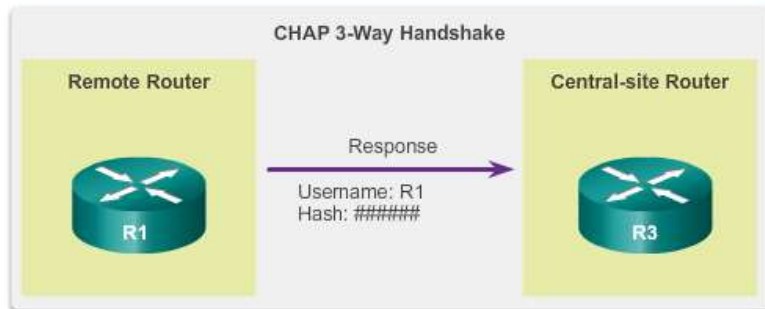 CHAP 3-Way Handshake
Remote Router
Central-site Router
Response
Username: R1
Hash: ######
R1
R3